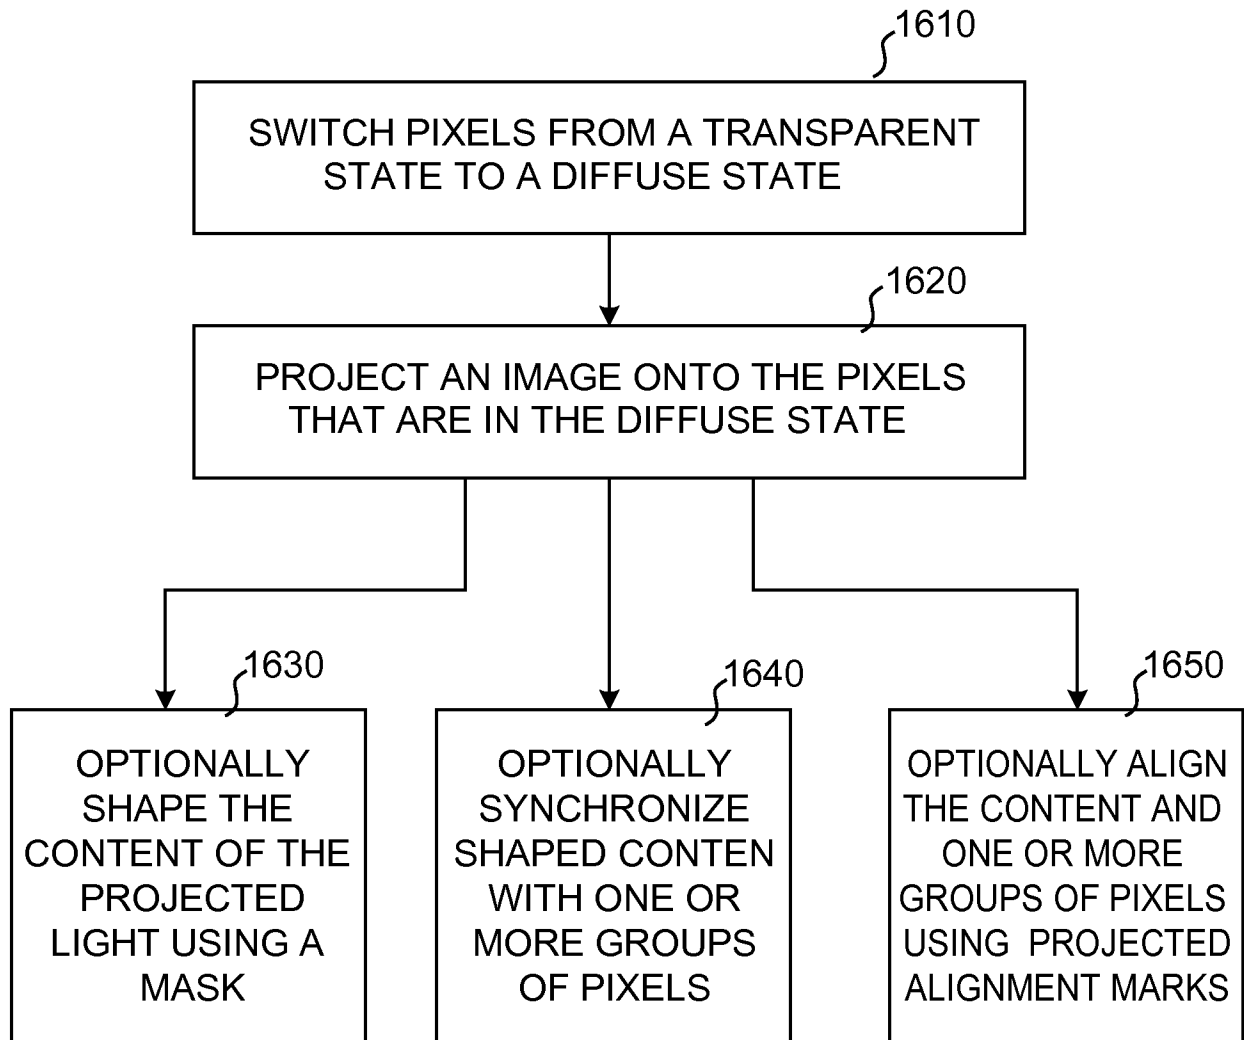 1610
SWITCH PIXELS FROM A TRANSPARENT
STATE TO A DIFFUSE STATE
1620
PROJECT AN IMAGE ONTO THE PIXELS
THAT ARE IN THE DIFFUSE STATE
1630
OPTIONALLY
SHAPE THE
CONTENT OF THE
PROJECTED
LIGHT USING A
MASK
1640
OPTIONALLY
SYNCHRONIZE
SHAPED CONTEN
WITH ONE OR
MORE GROUPS
OF PIXELS
1650
OPTIONALLY ALIGN
THE CONTENT AND
ONE OR MORE
GROUPS OF PIXELS
USING PROJECTED
ALIGNMENT MARKS